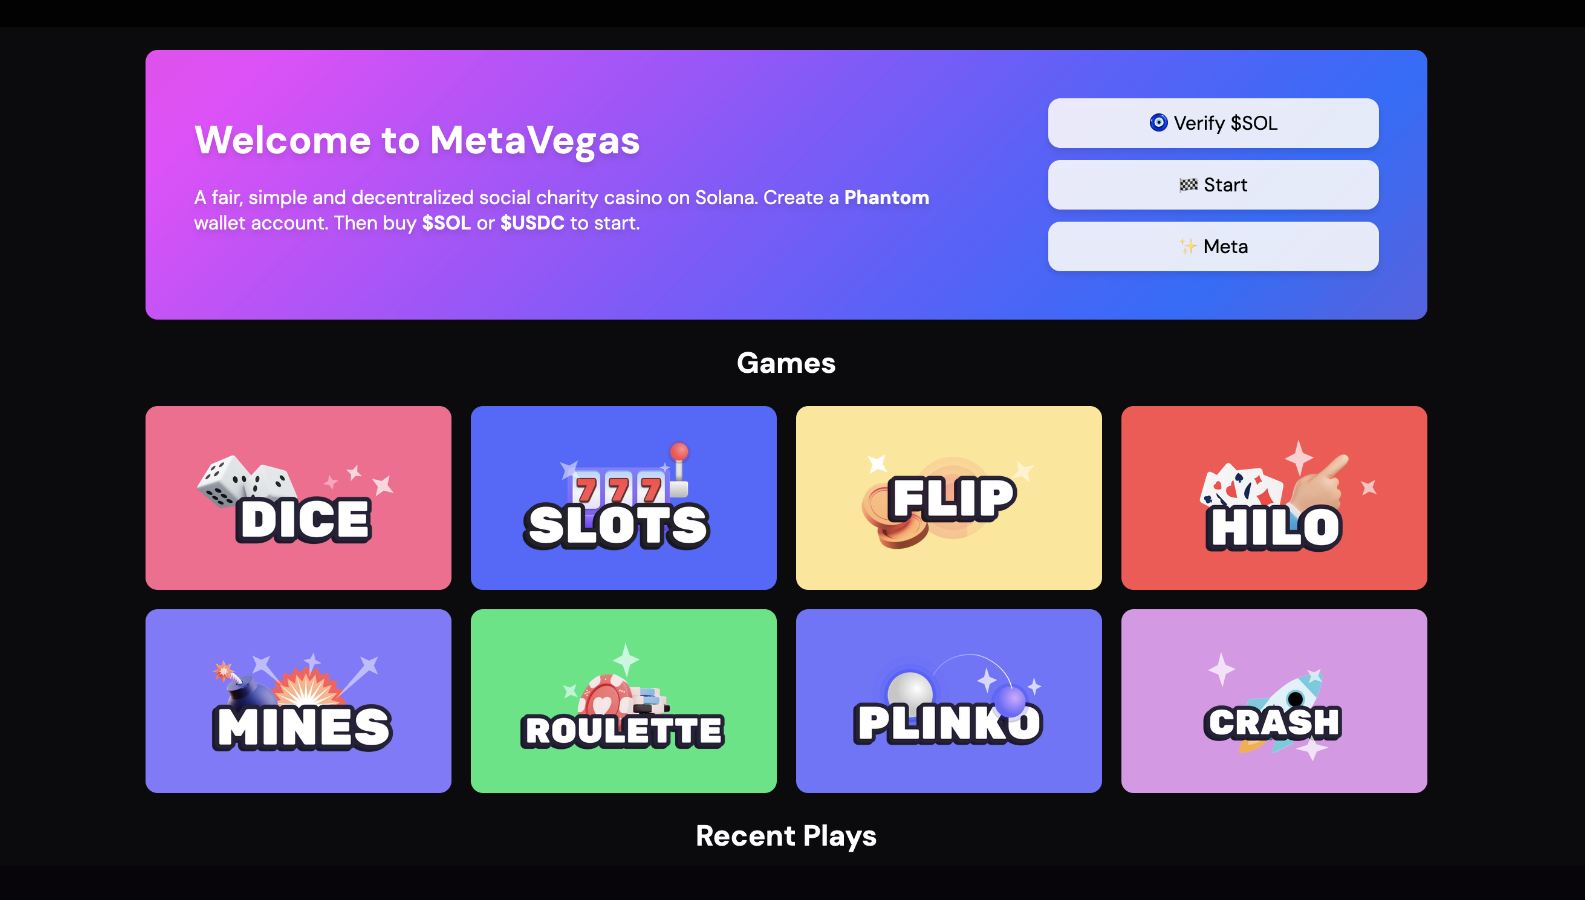 Welcome to MetaVegas
A fair, simple and decentralized social charity casino on Solana. Create a Phantom
wallet account. Then buy $SOL or $USDC to start.
🧿 Verify $SOL
🏁 Start
✨ Meta
Games
DICE
777
SLOTS
FLIP
HILO
MINES
ROULETTE
PLINKO
CRASH
Recent Plays